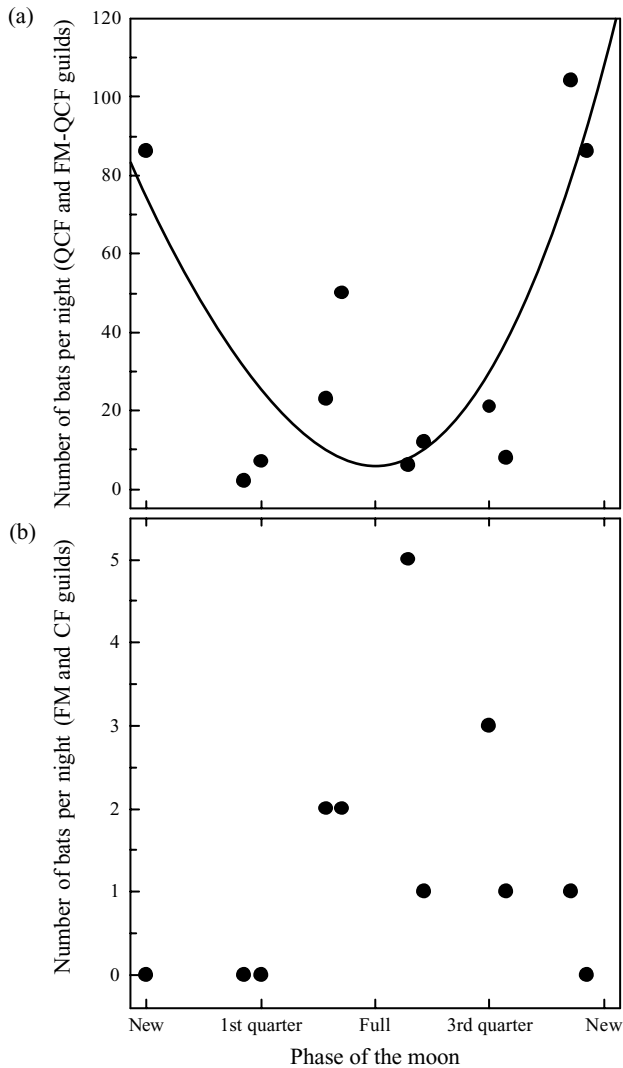 (a)
Number of bats per night (QCF and FM-QCF guilds)
120
100
80
60
40
20
0
(b)
Number of bats per night (FM and CF guilds)
5
4
3
2
1
0
New
1st quarter
Full
3rd quarter
New
Phase of the moon